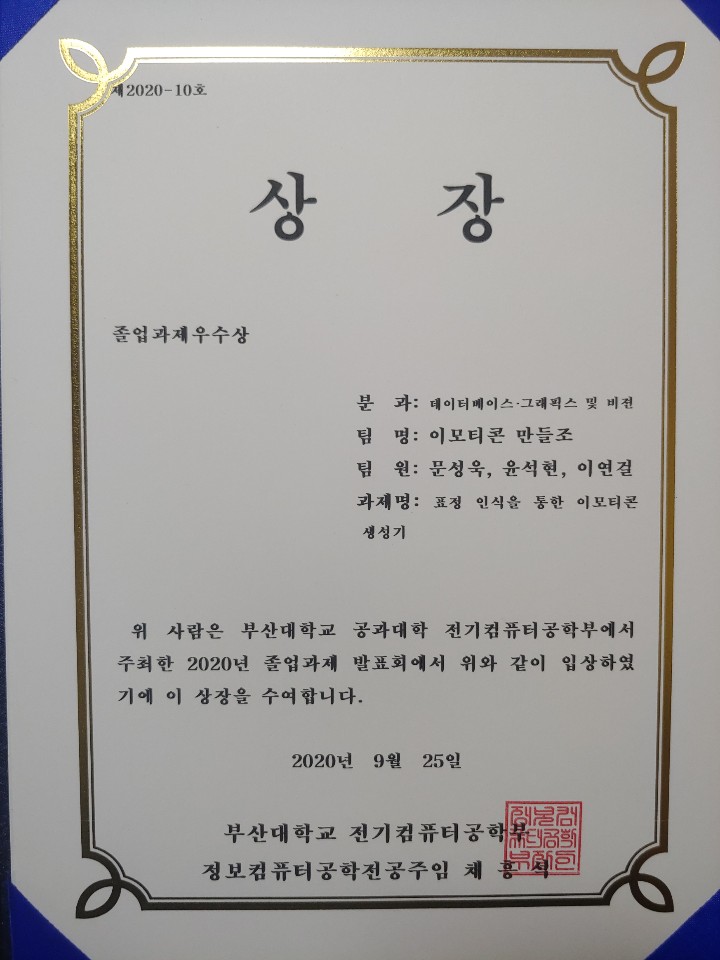 제2020-10호
상 장
졸업과제우수상
분 과: 데이터베이스·그래픽스 및 비젼
팀 명: 이모티콘 만들조
팀 원: 문성욱, 윤석현, 이연걸
과제명: 표정 인식을 통한 이모티콘
생성기
위 사람은 부산대학교 공과대학 전기컴퓨터공학부에서
주최한 2020년 졸업과제 발표회에서 위와 같이 입상하였
기에 이 상장을 수여합니다.
2020년 9월 25일
부산대학교 전기컴퓨터공학부
정보컴퓨터공학전공주임 채 흥 석